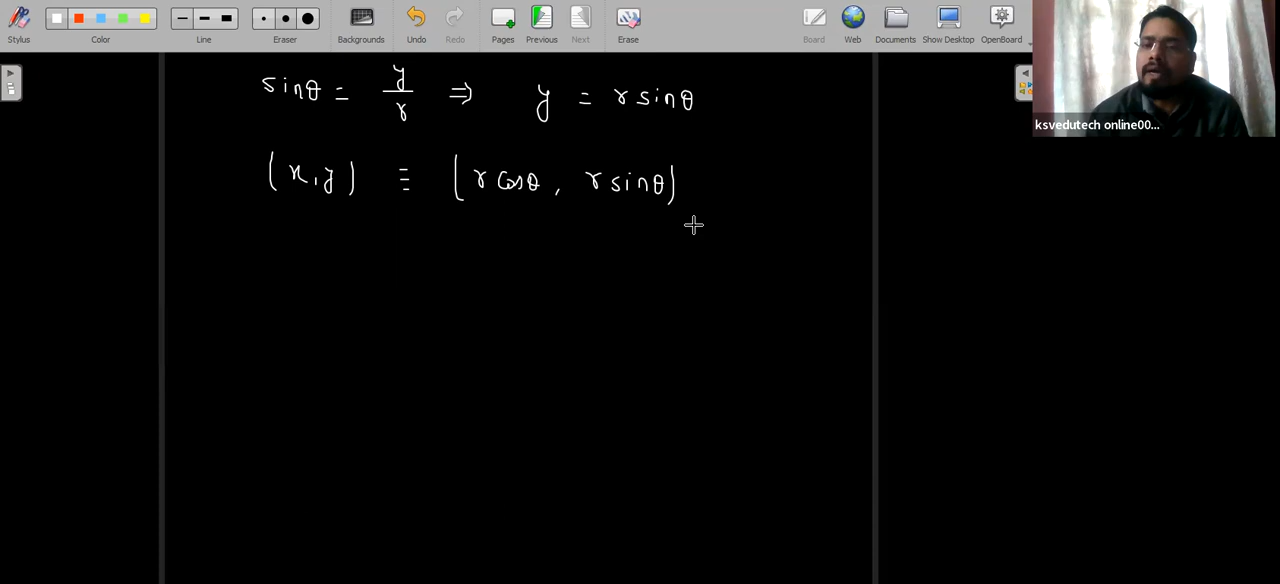 Stylus Color Line Eraser Backgrounds Undo Redo Pages Previous Next Erase Board Web Documents Show Desktop OpenBoard
ksvedutech online00...
sinθ = y/r ⇒ y = r sinθ
(x, y) ≡ (r cosθ, r sinθ)